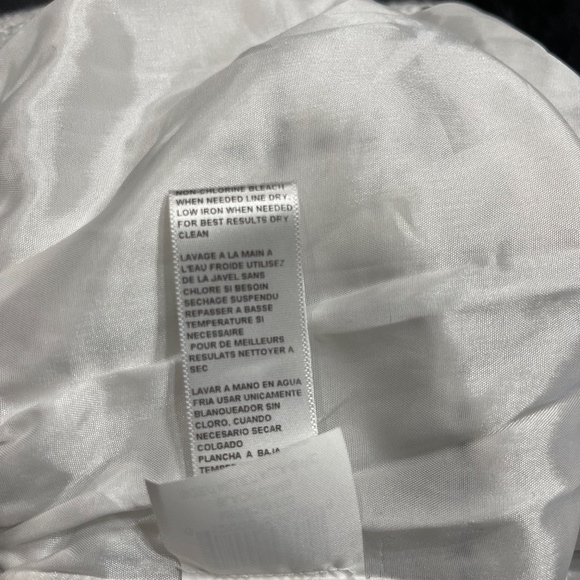 NON-CHLORINE BLEACH
WHEN NEEDED LINE DRY
LOW IRON WHEN NEEDED
FOR BEST RESULTS DRY
CLEAN
LAVAGE A LA MAIN A
L'EAU FROIDE UTILISEZ
DE LA JAVEL SANS
CHLORE SI BESOIN
SECHAGE SUSPENDU
REPASSER A BASSE
TEMPERATURE SI
NECESSAIRE
POUR DE MEILLEURS
RESULATS NETTOYER A
SEC
LAVAR A MANO EN AGUA
FRIA USAR UNICAMENTE
BLANQUEADOR SIN
CLORO, CUANDO
NECESARIO SECAR
COLGADO
PLANCHA A BAJA